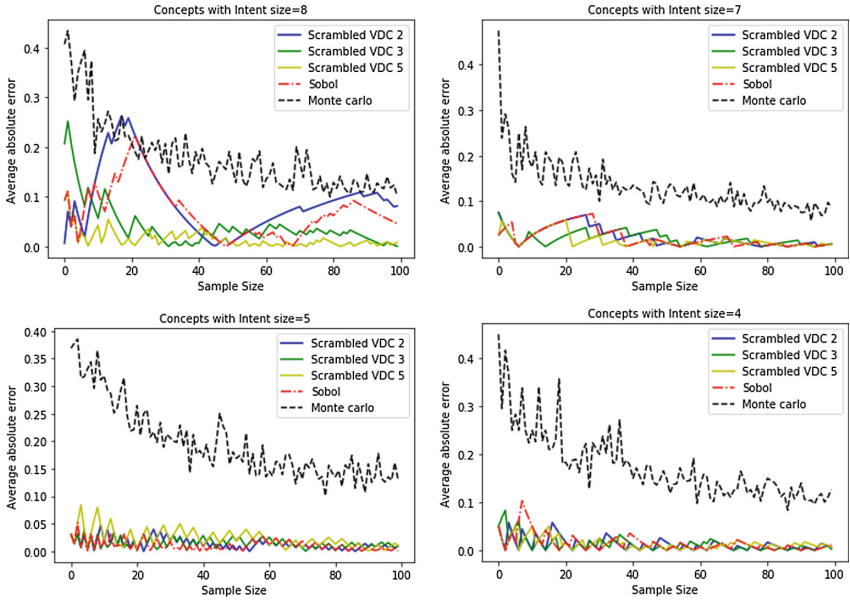 Concepts with Intent size=8
Average absolute error
0.4
0.3
0.2
0.1
0.0
Scrambled VDC 2
Scrambled VDC 3
Scrambled VDC 5
Sobol
Monte carlo
0 20 40 60 80 100
Sample Size
Concepts with Intent size=7
Average absolute error
0.5
0.4
0.3
0.2
0.1
0.0
Scrambled VDC 2
Scrambled VDC 3
Scrambled VDC 5
Sobol
Monte carlo
0 20 40 60 80 100
Sample Size
Concepts with Intent size=5
Average absolute error
0.40
0.35
0.30
0.25
0.20
0.15
0.10
0.05
0.00
Scrambled VDC 2
Scrambled VDC 3
Scrambled VDC 5
Sobol
Monte carlo
0 20 40 60 80 100
Sample Size
Concepts with Intent size=4
Average absolute error
0.4
0.3
0.2
0.1
0.0
Scrambled VDC 2
Scrambled VDC 3
Scrambled VDC 5
Sobol
Monte carlo
0 20 40 60 80 100
Sample Size